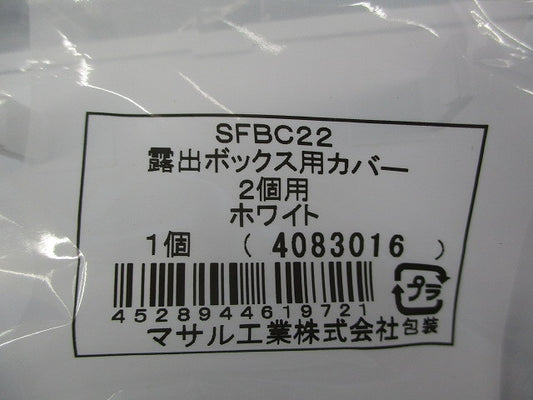 SFBC22
露出ボックス用カバー
2個用
ホワイト
1個 (4083016)
プラ
4528944619721
マサル工業株式会社 包装